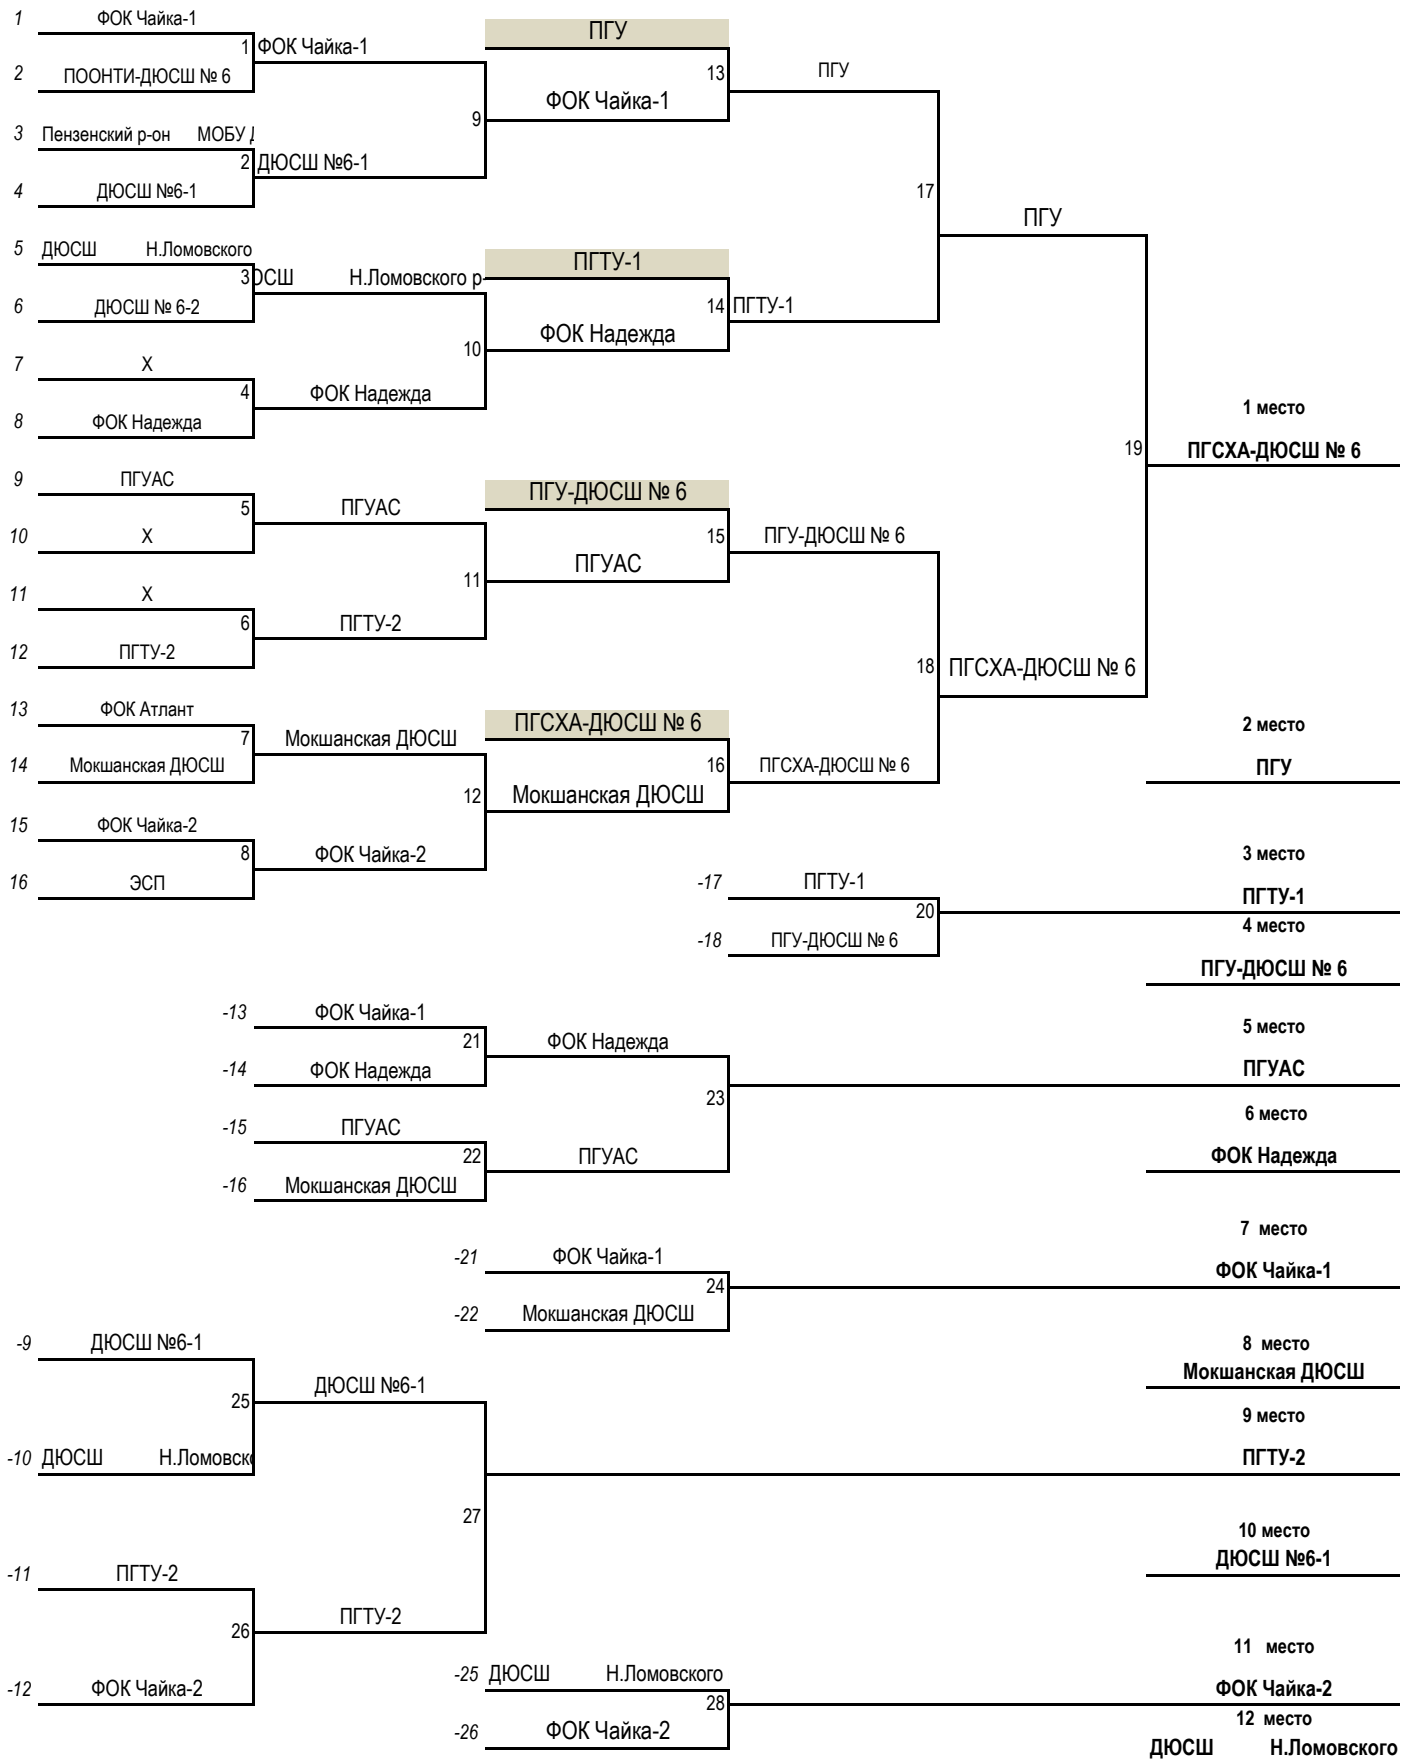 1 ФОК Чайка-1
1 ФОК Чайка-1
2 ПООНТИ-ДЮСШ № 6
ПГУ
13 ПГУ
ФОК Чайка-1
9
3 Пензенский р-он МОБУ
2 ДЮСШ №6-1
4 ДЮСШ №6-1
17
ПГУ
5 ДЮСШ Н.Ломовского
3 ЮСШ Н.Ломовского р-
6 ДЮСШ № 6-2
ПГТУ-1
14 ПГТУ-1
ФОК Надежда
10
7 Х
4 ФОК Надежда
8 ФОК Надежда
1 место
19 ПГСХА-ДЮСШ № 6
9 ПГУАС
5 ПГУАС
10 Х
ПГУ-ДЮСШ № 6
15 ПГУ-ДЮСШ № 6
ПГУАС
11
11 Х
6 ПГТУ-2
12 ПГТУ-2
18 ПГСХА-ДЮСШ № 6
13 ФОК Атлант
7 Мокшанская ДЮСШ
14 Мокшанская ДЮСШ
ПГСХА-ДЮСШ № 6
16 ПГСХА-ДЮСШ № 6
12 Мокшанская ДЮСШ
2 место
ПГУ
15 ФОК Чайка-2
8 ФОК Чайка-2
16 ЭСП
3 место
-17 ПГТУ-1
20 ПГТУ-1
4 место
-18 ПГУ-ДЮСШ № 6
ПГУ-ДЮСШ № 6
-13 ФОК Чайка-1
21 ФОК Надежда
-14 ФОК Надежда
5 место
ПГУАС
23
-15 ПГУАС
22 ПГУАС
-16 Мокшанская ДЮСШ
6 место
ФОК Надежда
7 место
-21 ФОК Чайка-1
24 ФОК Чайка-1
-22 Мокшанская ДЮСШ
-9 ДЮСШ №6-1
8 место
Мокшанская ДЮСШ
25 ДЮСШ №6-1
9 место
-10 ДЮСШ Н.Ломовско
ПГТУ-2
27
10 место
ДЮСШ №6-1
-11 ПГТУ-2
26 ПГТУ-2
-12 ФОК Чайка-2
11 место
-25 ДЮСШ Н.Ломовского
28 ФОК Чайка-2
-26 ФОК Чайка-2
12 место
ДЮСШ Н.Ломовского